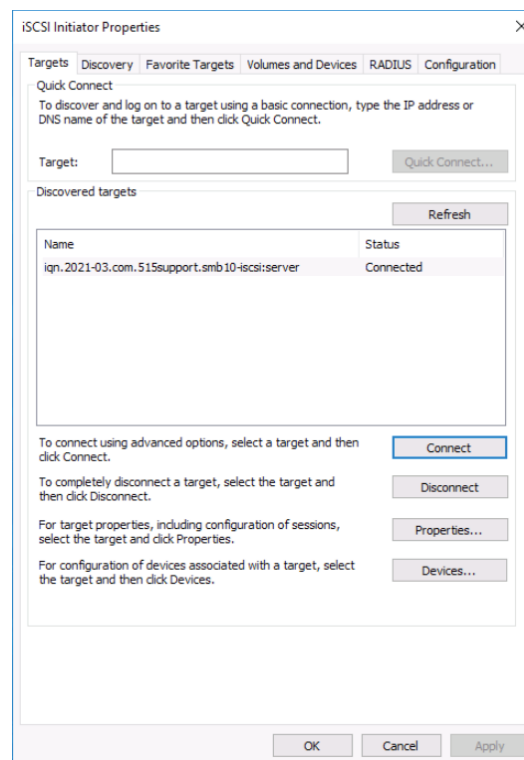 iSCSI Initiator Properties
Targets Discovery Favorite Targets Volumes and Devices RADIUS Configuration
Quick Connect
To discover and log on to a target using a basic connection, type the IP address or
DNS name of the target and then click Quick Connect.
Target:
Quick Connect...
Discovered targets
Refresh
Name Status
iqn.2021-03.com.515support.smb10-iscsi:server Connected
To connect using advanced options, select a target and then
click Connect.
Connect
To completely disconnect a target, select the target and
then click Disconnect.
Disconnect
For target properties, including configuration of sessions,
select the target and click Properties.
Properties...
For configuration of devices associated with a target, select
the target and then click Devices.
Devices...
OK Cancel Apply